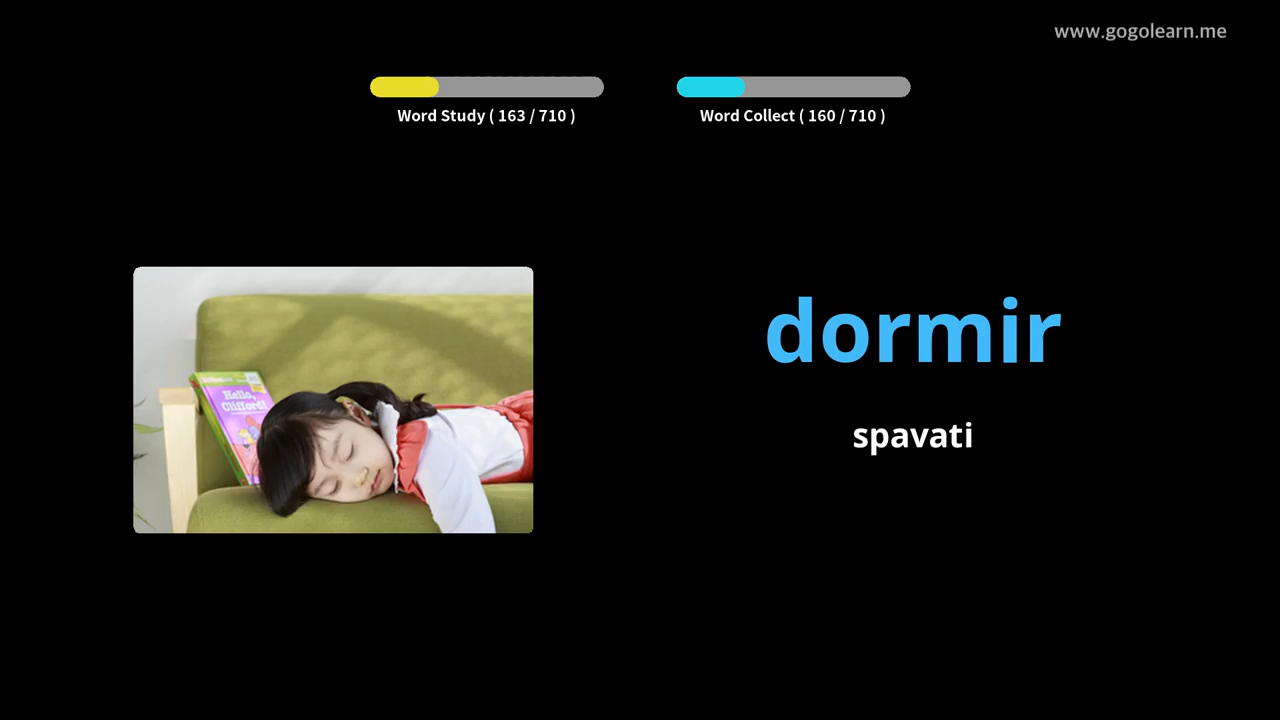 www.gogolearn.me
Word Study ( 163 / 710 )
Word Collect ( 160 / 710 )
dormir
spavati
Hello,
Clifford!